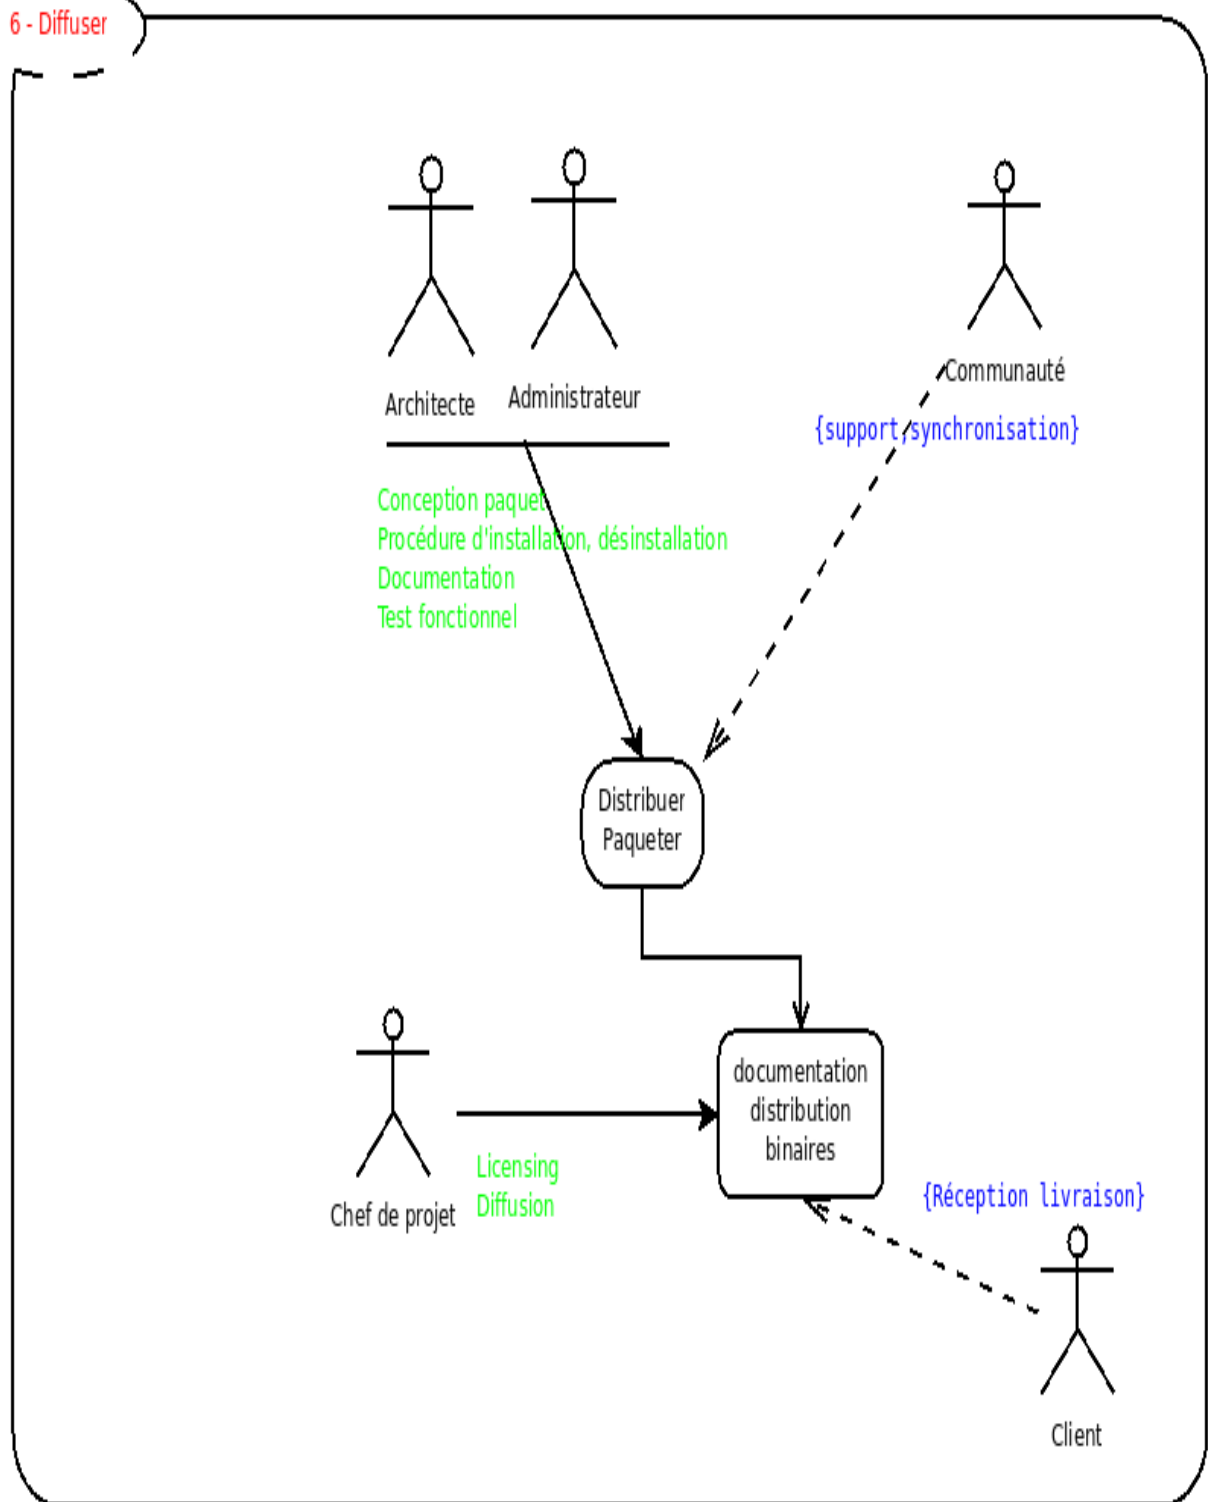 6 - Diffuser
Architecte
Administrateur
Communauté
{support,synchronisation}
Conception paquet
Procédure d'installation, désinstallation
Documentation
Test fonctionnel
Distribuer
Paqueter
documentation
distribution
binaires
Licensing
Diffusion
Chef de projet
{Réception livraison}
Client